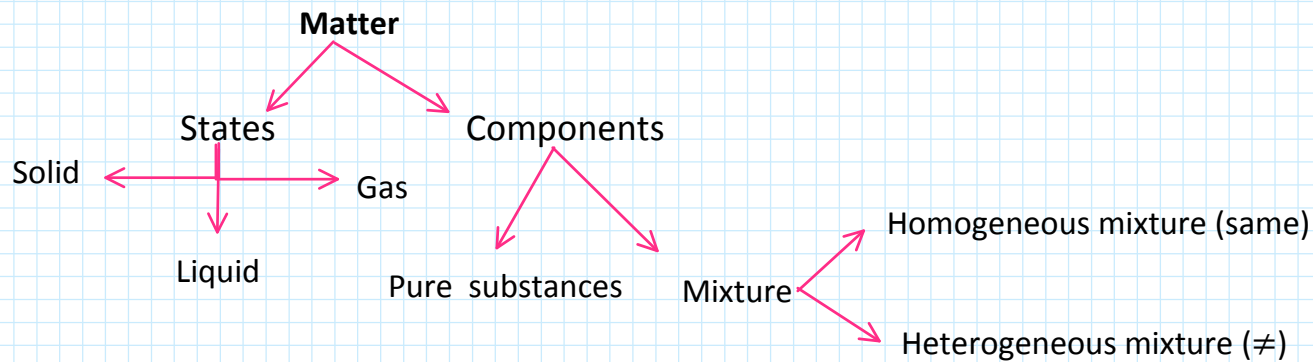 Matter
States
Components
Solid
Gas
Liquid
Pure substances
Mixture
Homogeneous mixture (same)
Heterogeneous mixture (≠)